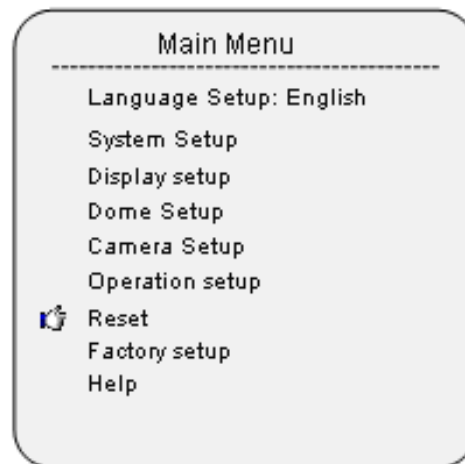 Main Menu
Language Setup: English
System Setup
Display setup
Dome Setup
Camera Setup
Operation setup
Reset
Factory setup
Help